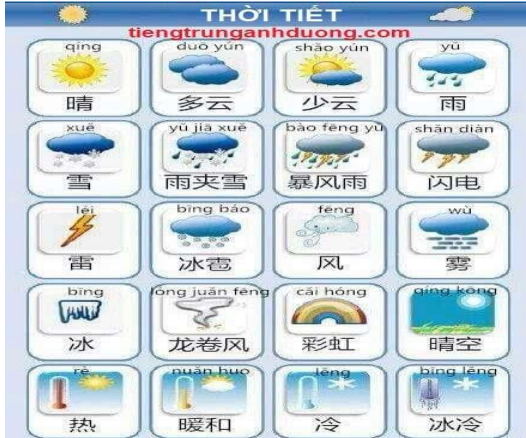 THỜI TIẾT
tiengtrunganhduong.com
qíng duō yún shǎo yún yǔ
晴 多云 少云 雨
xuě yǔ jiā xuě bào fēng yǔ shǎn diàn
雪 雨夹雪 暴风雨 闪电
léi bīng báo fēng wù
雷 冰雹 风 雾
bīng lóng juǎn fēng cǎi hóng qíng kōng
冰 龙卷风 彩虹 晴空
rè nuǎn huo lěng bīng lěng
热 暖和 冷 冰冷